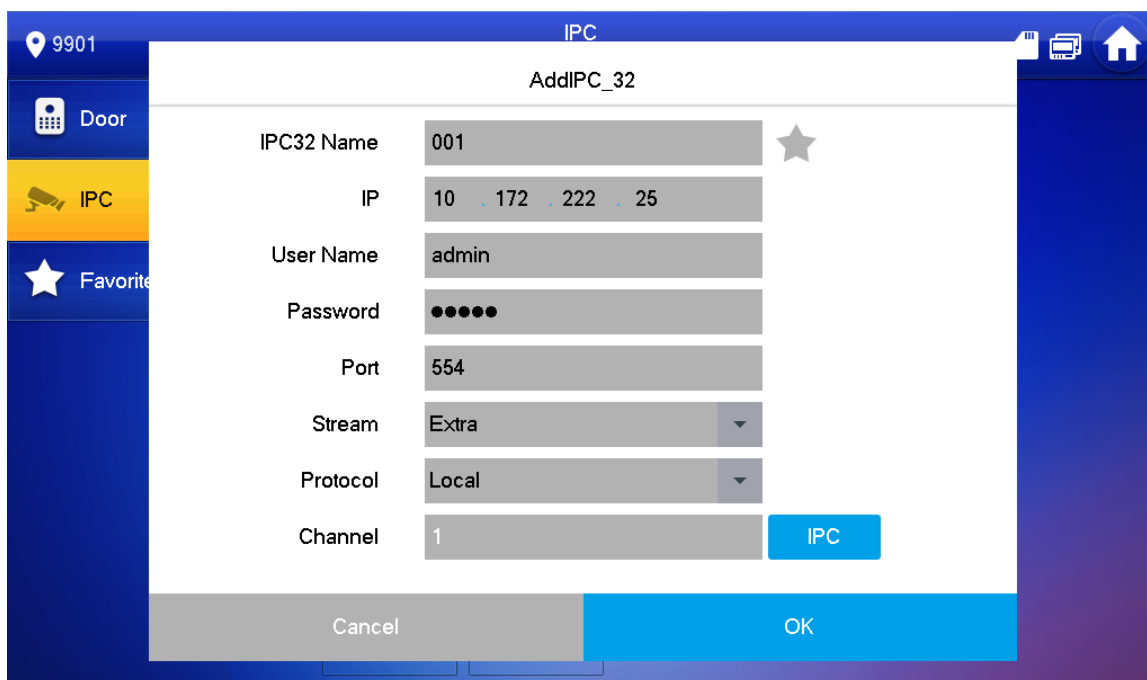 9901
IPC
Door
IPC
Favorite
AddIPC_32
IPC32 Name 001
IP 10 . 172 . 222 . 25
User Name admin
Password ●●●●●
Port 554
Stream Extra
Protocol Local
Channel 1 IPC
Cancel OK